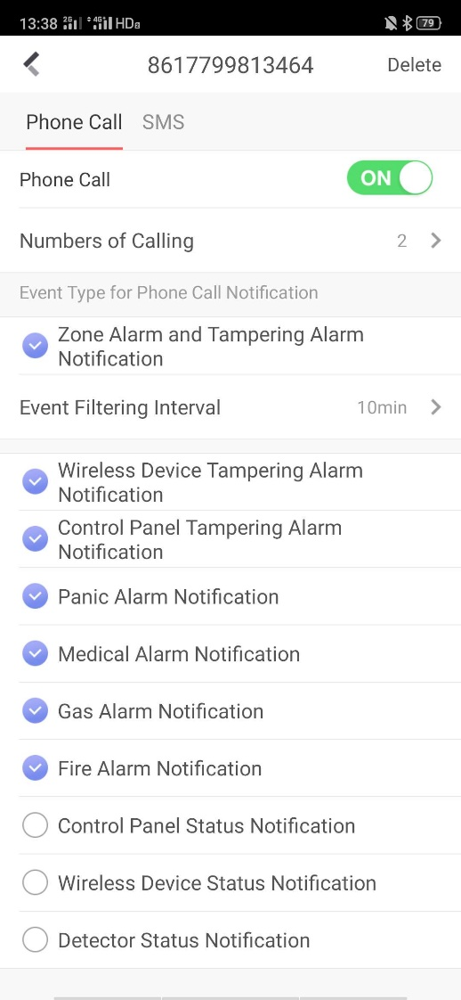 13:38 2G 4G HD2 79
8617799813464 Delete
Phone Call SMS
Phone Call ON
Numbers of Calling 2
Event Type for Phone Call Notification
Zone Alarm and Tampering Alarm
Notification
Event Filtering Interval 10min
Wireless Device Tampering Alarm
Notification
Control Panel Tampering Alarm
Notification
Panic Alarm Notification
Medical Alarm Notification
Gas Alarm Notification
Fire Alarm Notification
Control Panel Status Notification
Wireless Device Status Notification
Detector Status Notification